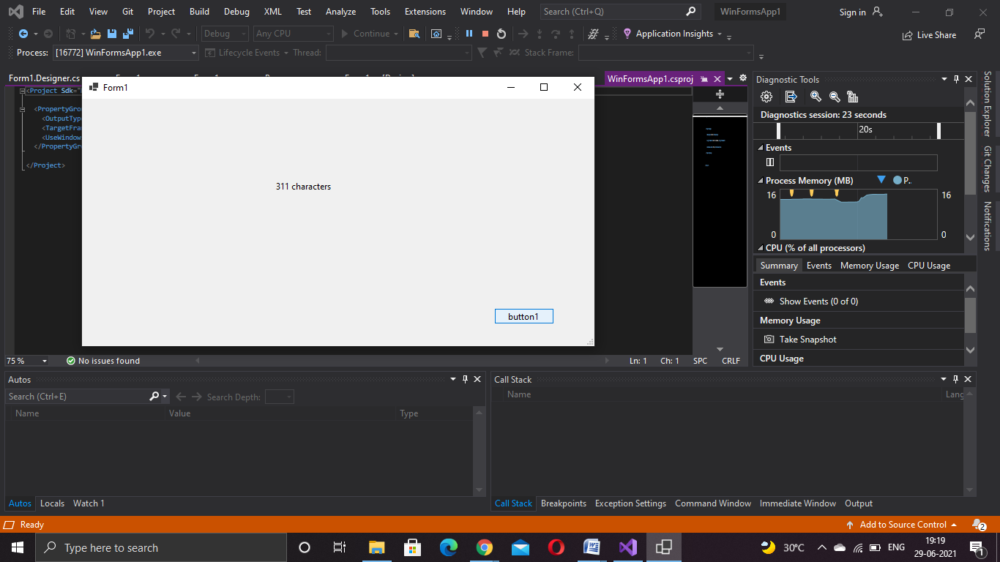 File Edit View Git Project Build Debug XML Test Analyze Tools Extensions Window Help Search (Ctrl+Q) WinFormsApp1 Sign in
Debug Any CPU Continue Application Insights Live Share
Process: [16772] WinFormsApp1.exe Lifecycle Events Thread: Stack Frame:
Form1.Designer.cs WinFormsApp1.csproj
<Project Sdk=
<PropertyGro
<OutputTyp
<TargetFra
<UseWindow
</PropertyGro
</Project>
Form1
311 characters
button1
75 % No issues found Ln: 1 Ch: 1 SPC CRLF
Diagnostic Tools
Diagnostics session: 23 seconds
20s
Events
Process Memory (MB) P..
16 16
0 0
CPU (% of all processors)
Summary Events Memory Usage CPU Usage
Events
Show Events (0 of 0)
Memory Usage
Take Snapshot
CPU Usage
Solution Explorer
Git Changes
Notifications
Autos
Search (Ctrl+E) Search Depth:
Name Value Type
Autos Locals Watch 1
Call Stack
Name Lang
Call Stack Breakpoints Exception Settings Command Window Immediate Window Output
Ready Add to Source Control 2
Type here to search 30°C ENG 19:19
29-06-2021 1